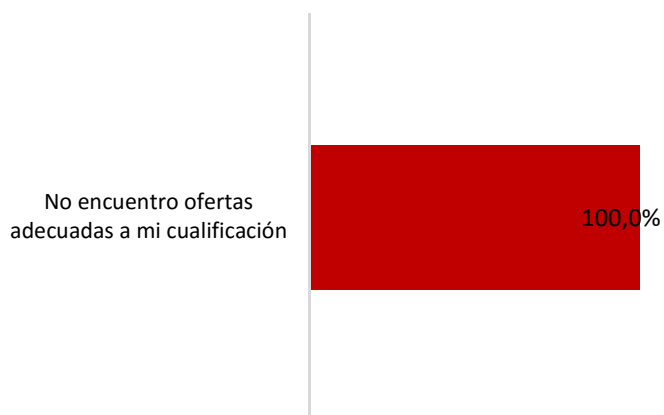 No encuentro ofertas
adecuadas a mi cualificación
100,0%